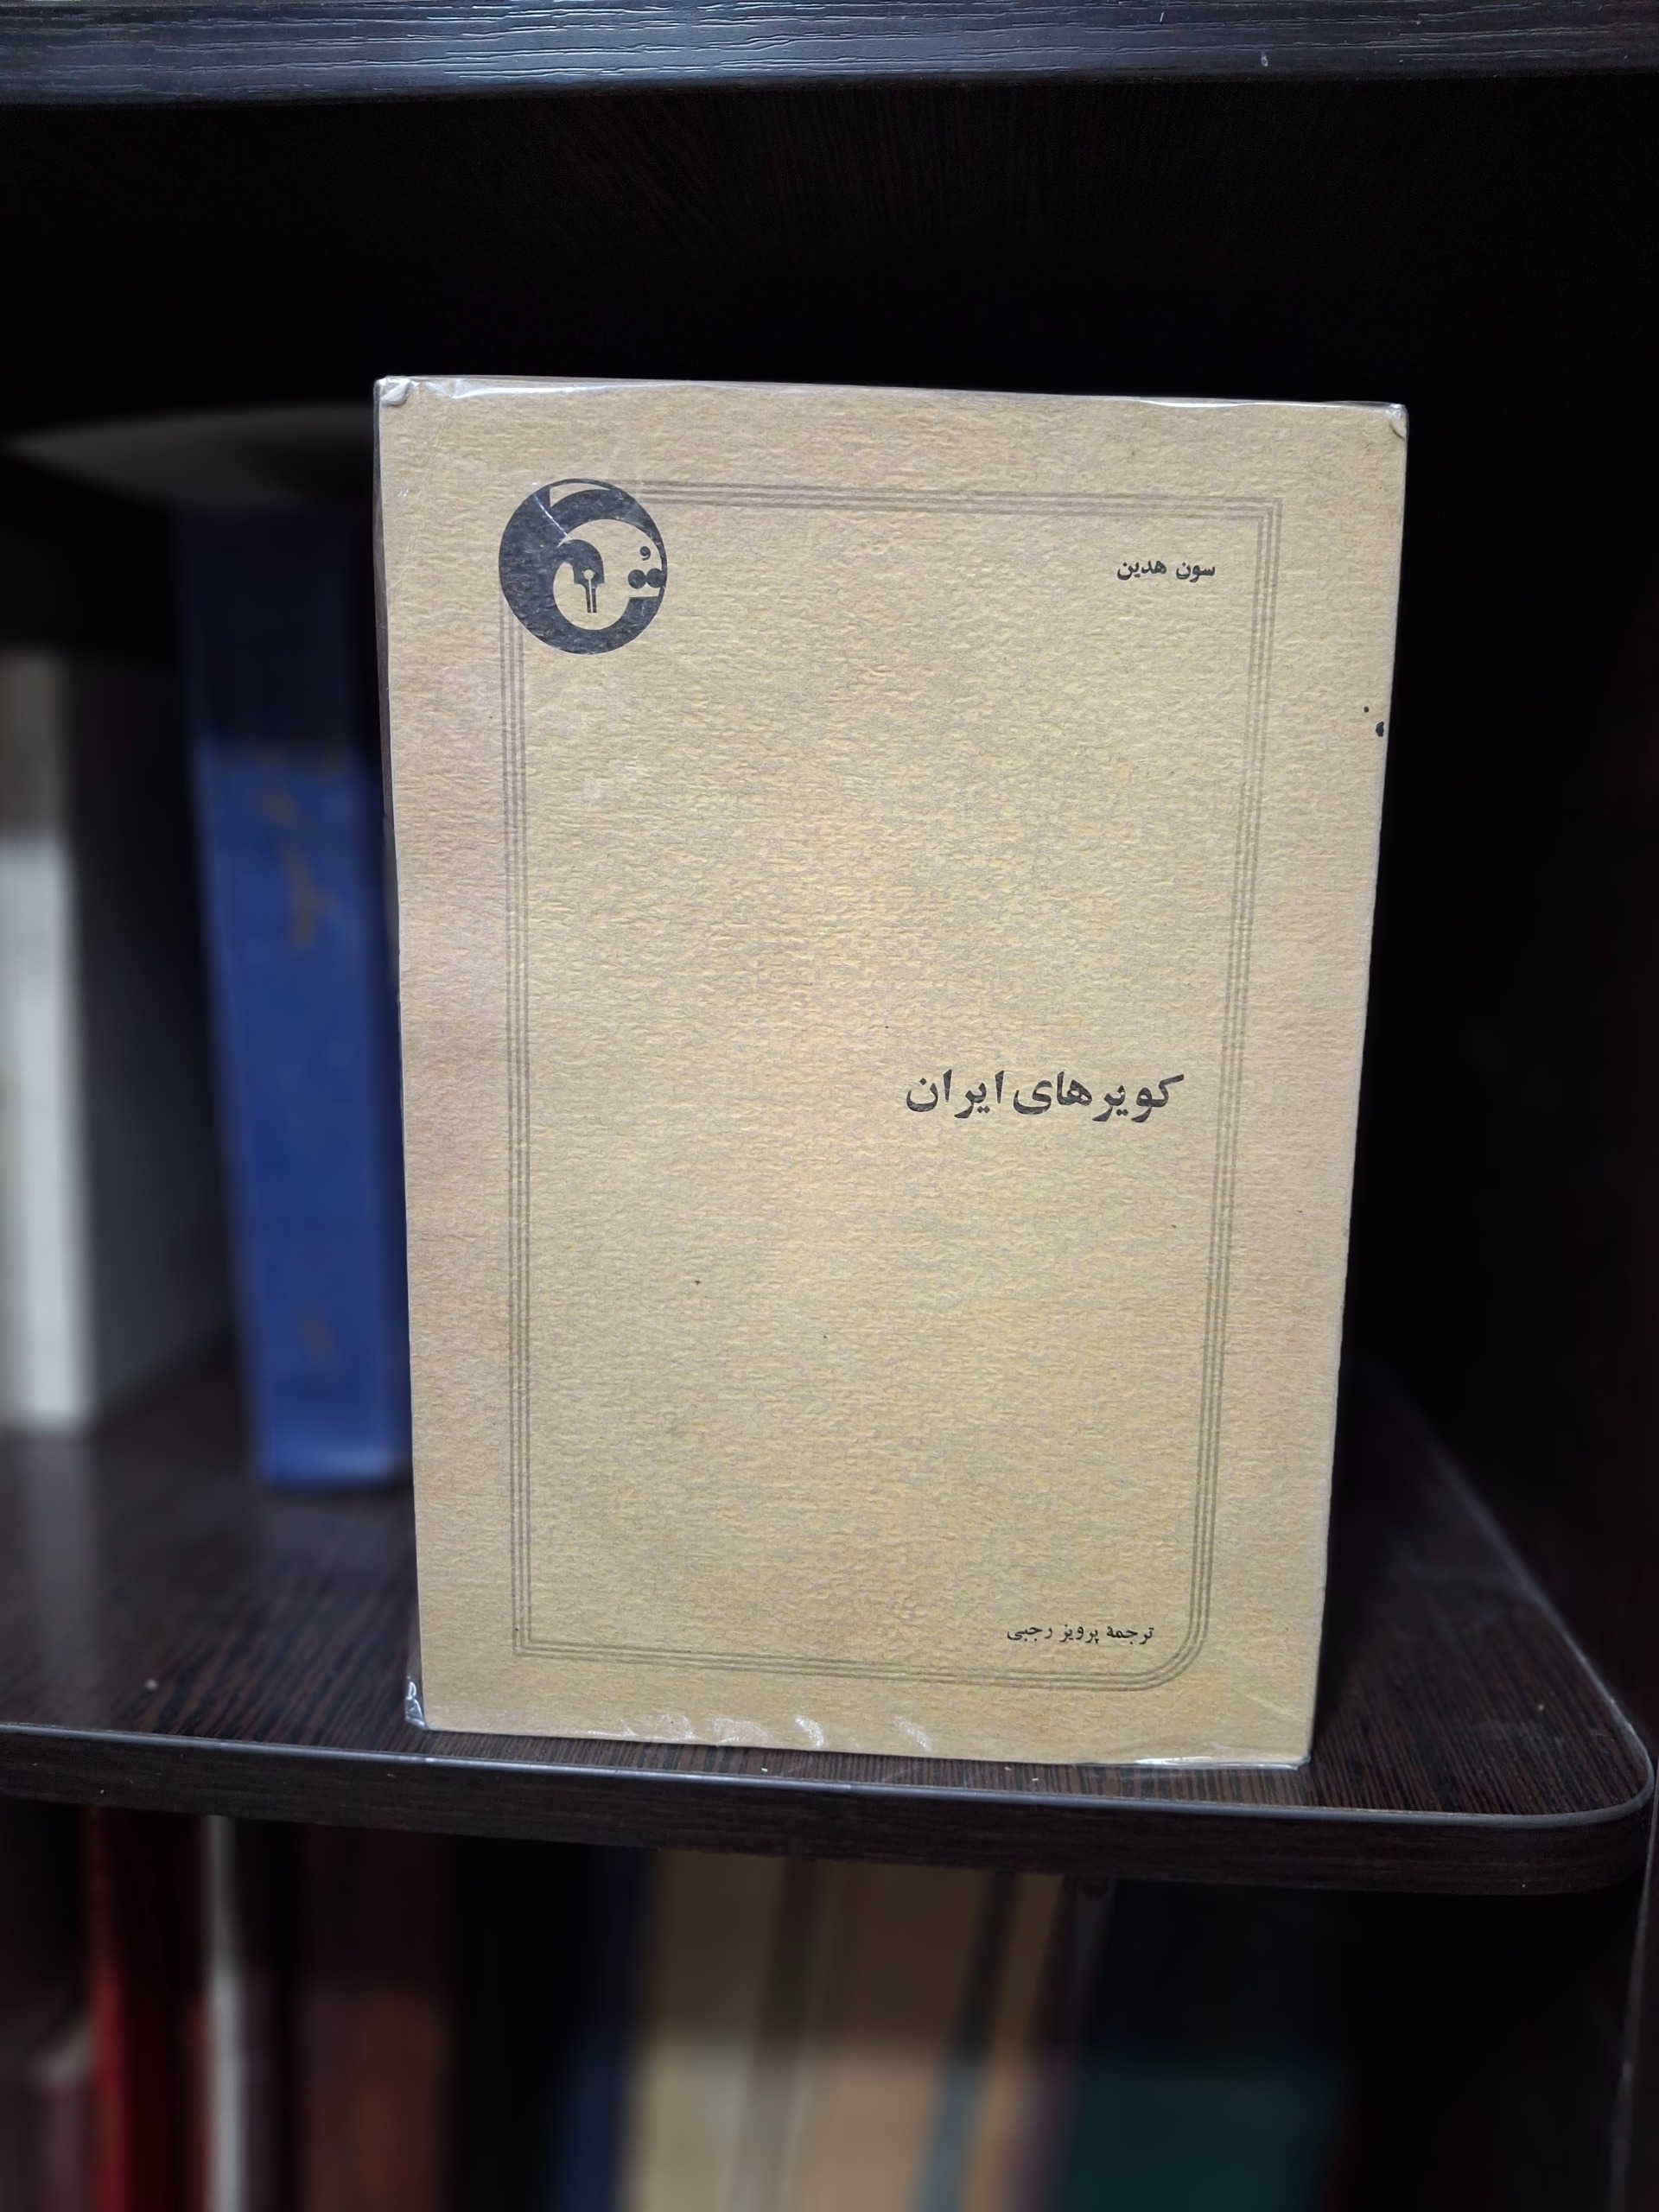 سون هدین
کویرهای ایران
ترجمهٔ پرویز رجبی